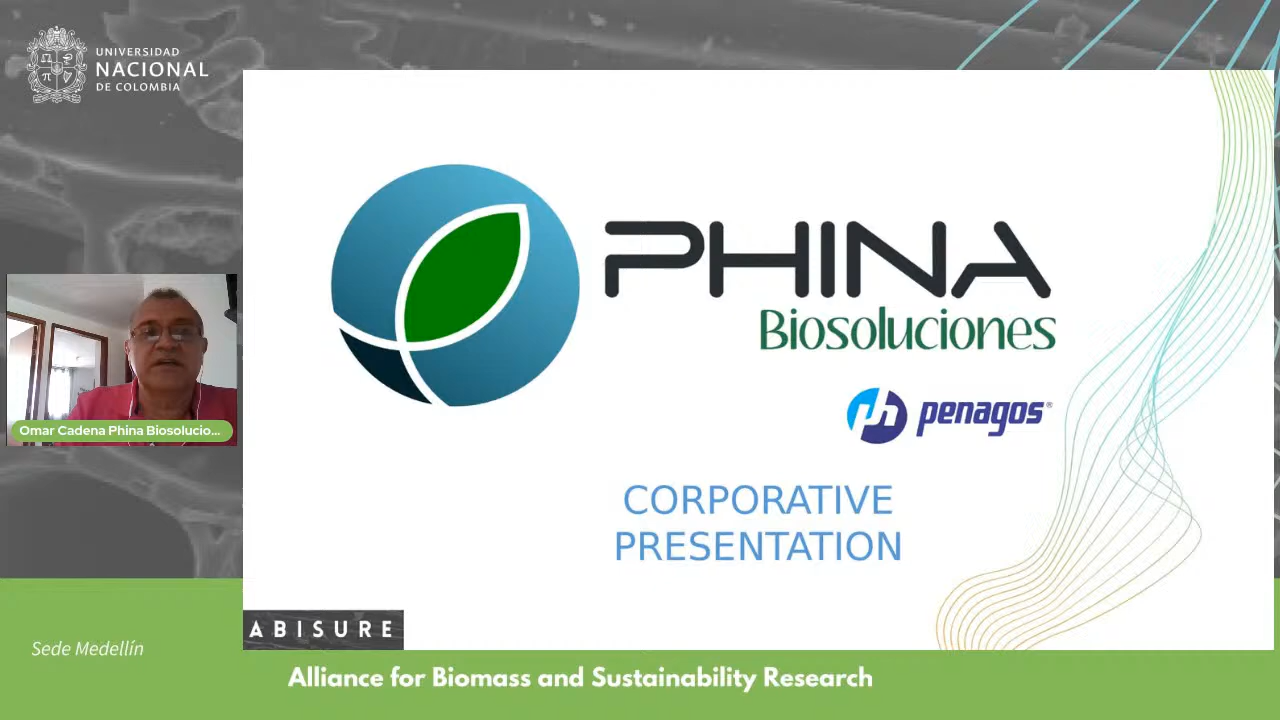 UNIVERSIDAD
NACIONAL
DE COLOMBIA
PHINA
Biosoluciones
ph penagos®
CORPORATIVE
PRESENTATION
Omar Cadena Phina Biosolucio...
ABISURE
Sede Medellín
Alliance for Biomass and Sustainability Research